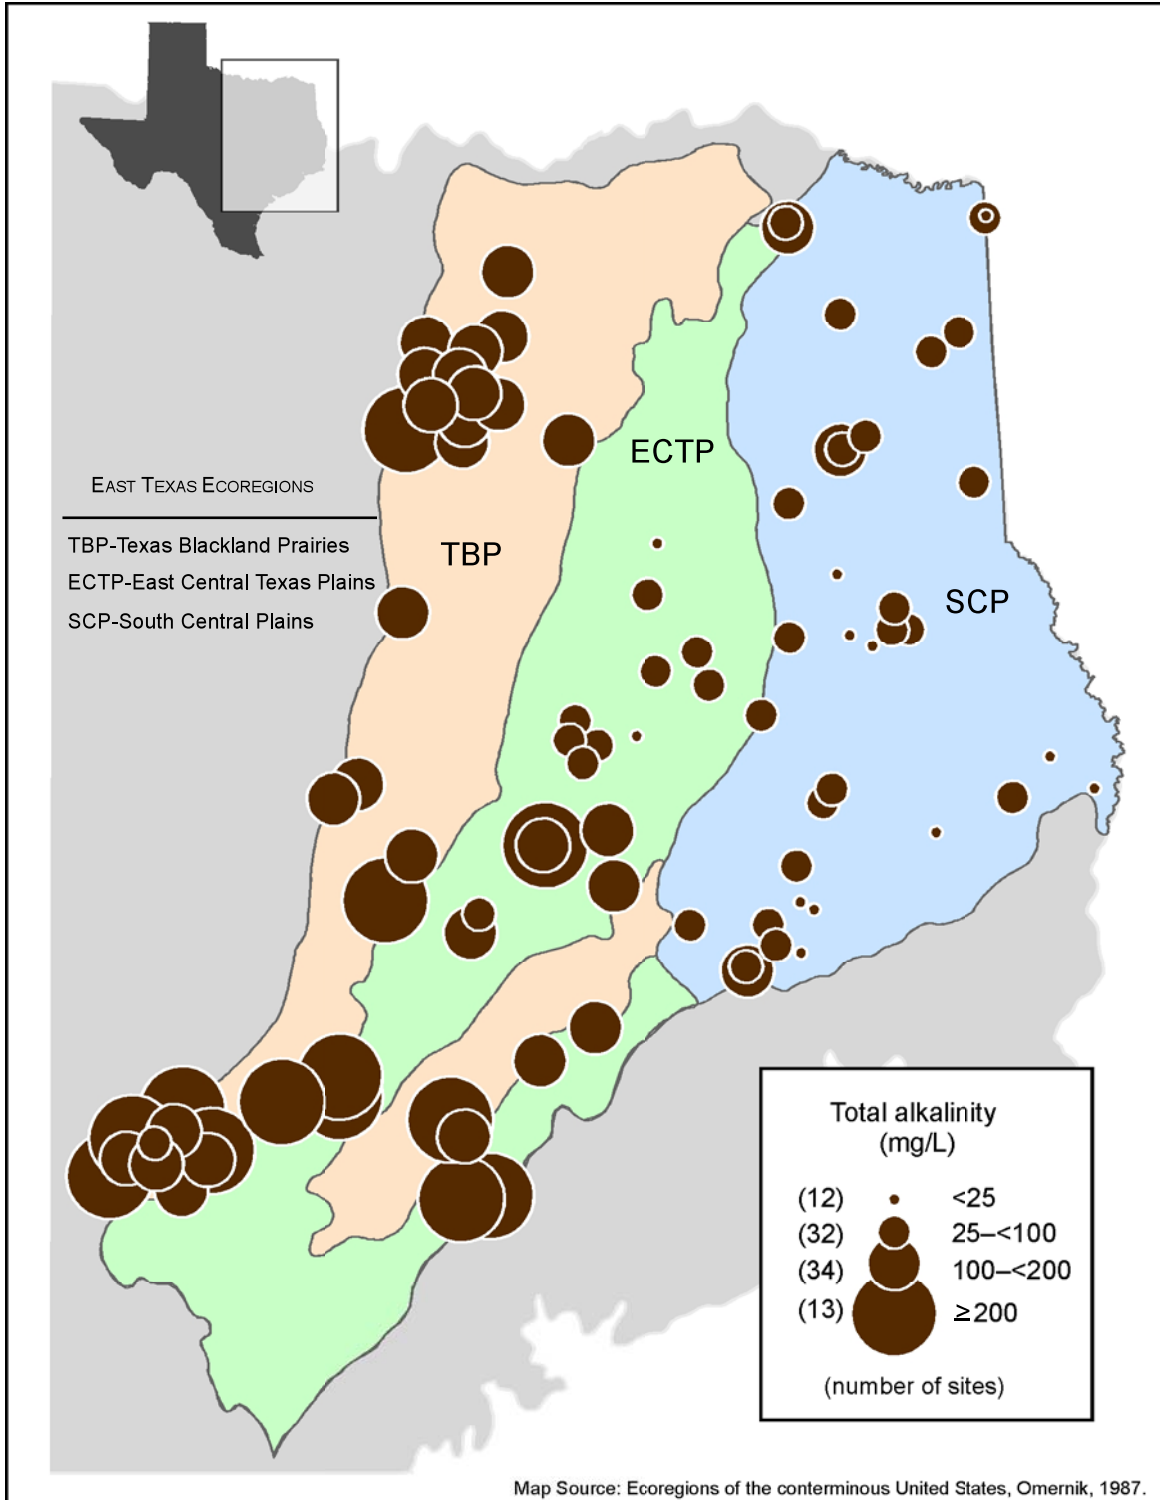 ECTP
EAST TEXAS ECOREGIONS
TBP-Texas Blackland Prairies
TBP
ECTP-East Central Texas Plains
SCP
SCP-South Central Plains
Total alkalinity
(mg/L)
(12) <25
(32) 25–<100
(34) 100–<200
(13) ≥200
(number of sites)
Map Source: Ecoregions of the conterminous United States, Omernik, 1987.